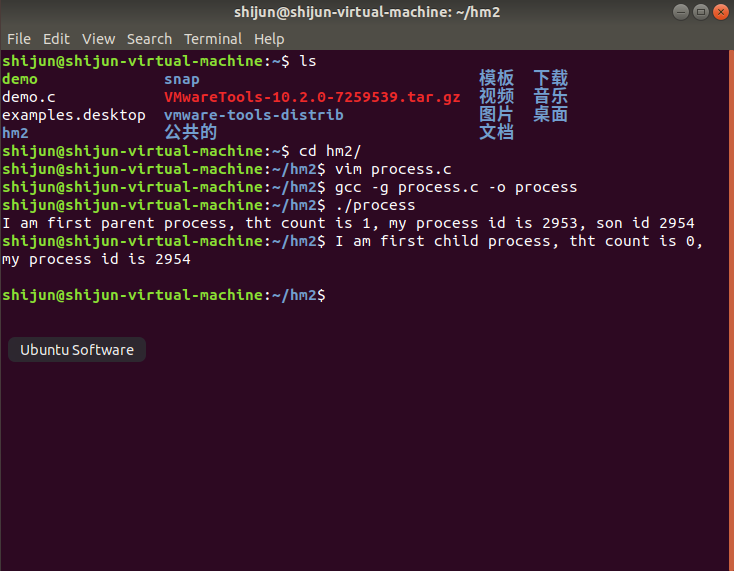 shijun@shijun-virtual-machine: ~/hm2
File Edit View Search Terminal Help
shijun@shijun-virtual-machine:~$ ls
demo snap 模板 下载
demo.c VMwareTools-10.2.0-7259539.tar.gz 视频 音乐
examples.desktop vmware-tools-distrib 图片 桌面
hm2 公共的 文档
shijun@shijun-virtual-machine:~$ cd hm2/
shijun@shijun-virtual-machine:~/hm2$ vim process.c
shijun@shijun-virtual-machine:~/hm2$ gcc -g process.c -o process
shijun@shijun-virtual-machine:~/hm2$ ./process
I am first parent process, tht count is 1, my process id is 2953, son id 2954
shijun@shijun-virtual-machine:~/hm2$ I am first child process, tht count is 0,
my process id is 2954
shijun@shijun-virtual-machine:~/hm2$
Ubuntu Software